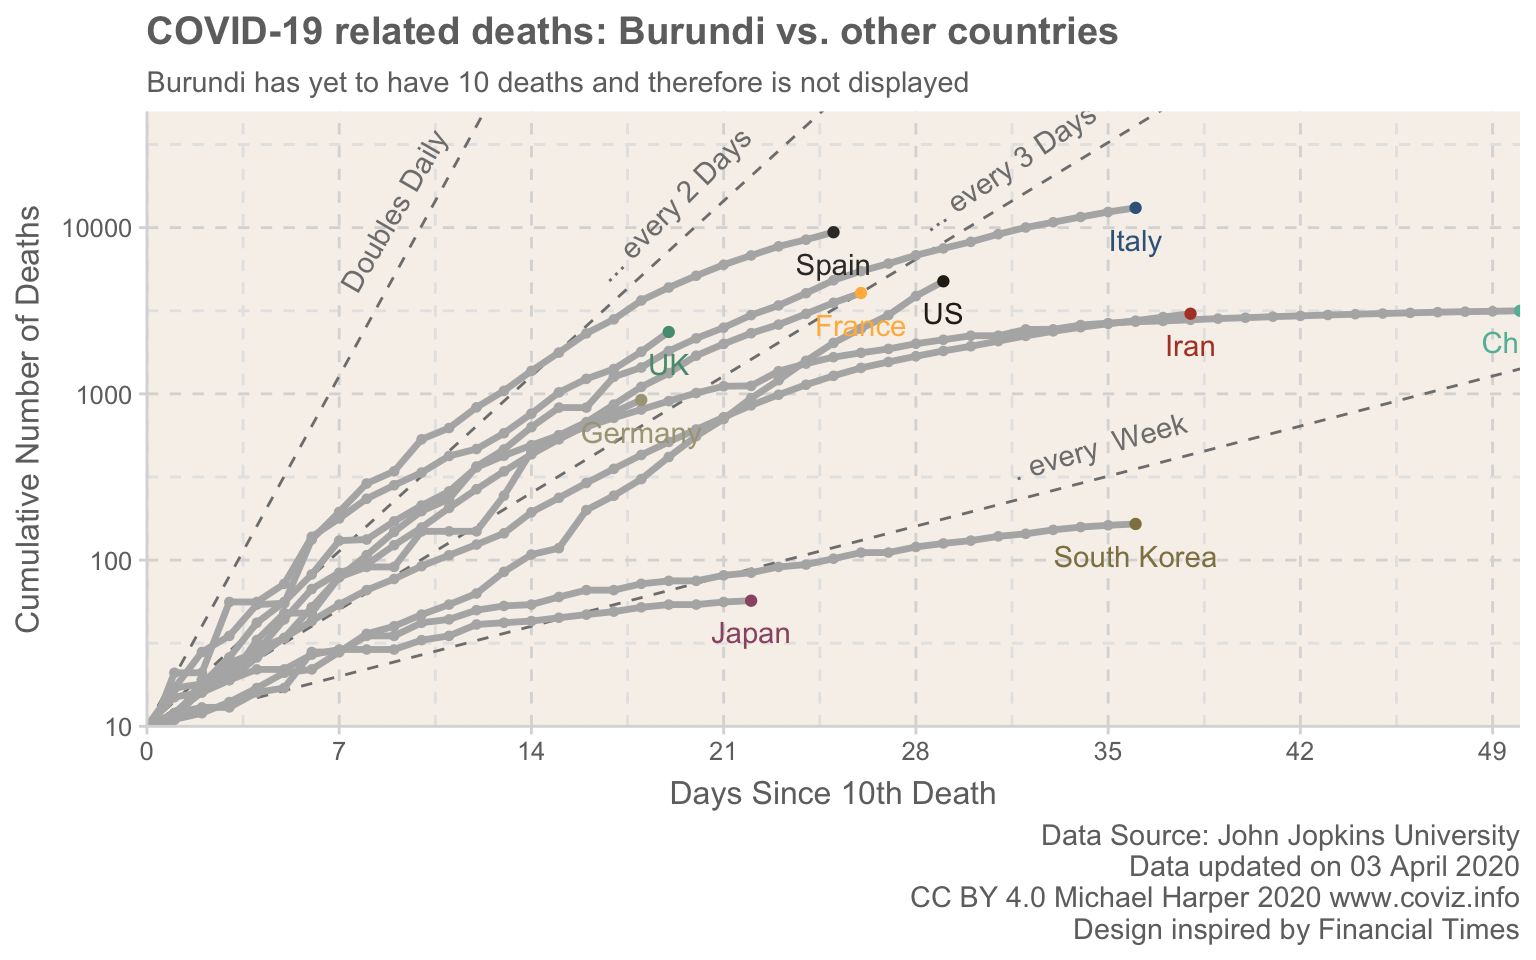 COVID-19 related deaths: Burundi vs. other countries
Burundi has yet to have 10 deaths and therefore is not displayed
Cumulative Number of Deaths
10000
1000
100
10
Doubles Daily
... every 2 Days
... every 3 Days
. every  Week
Italy
Spain
US
France
UK
Iran
Ch
Germany
South Korea
Japan
0 7 14 21 28 35 42 49
Days Since 10th Death
Data Source: John Jopkins University
Data updated on 03 April 2020
CC BY 4.0 Michael Harper 2020 www.coviz.info
Design inspired by Financial Times